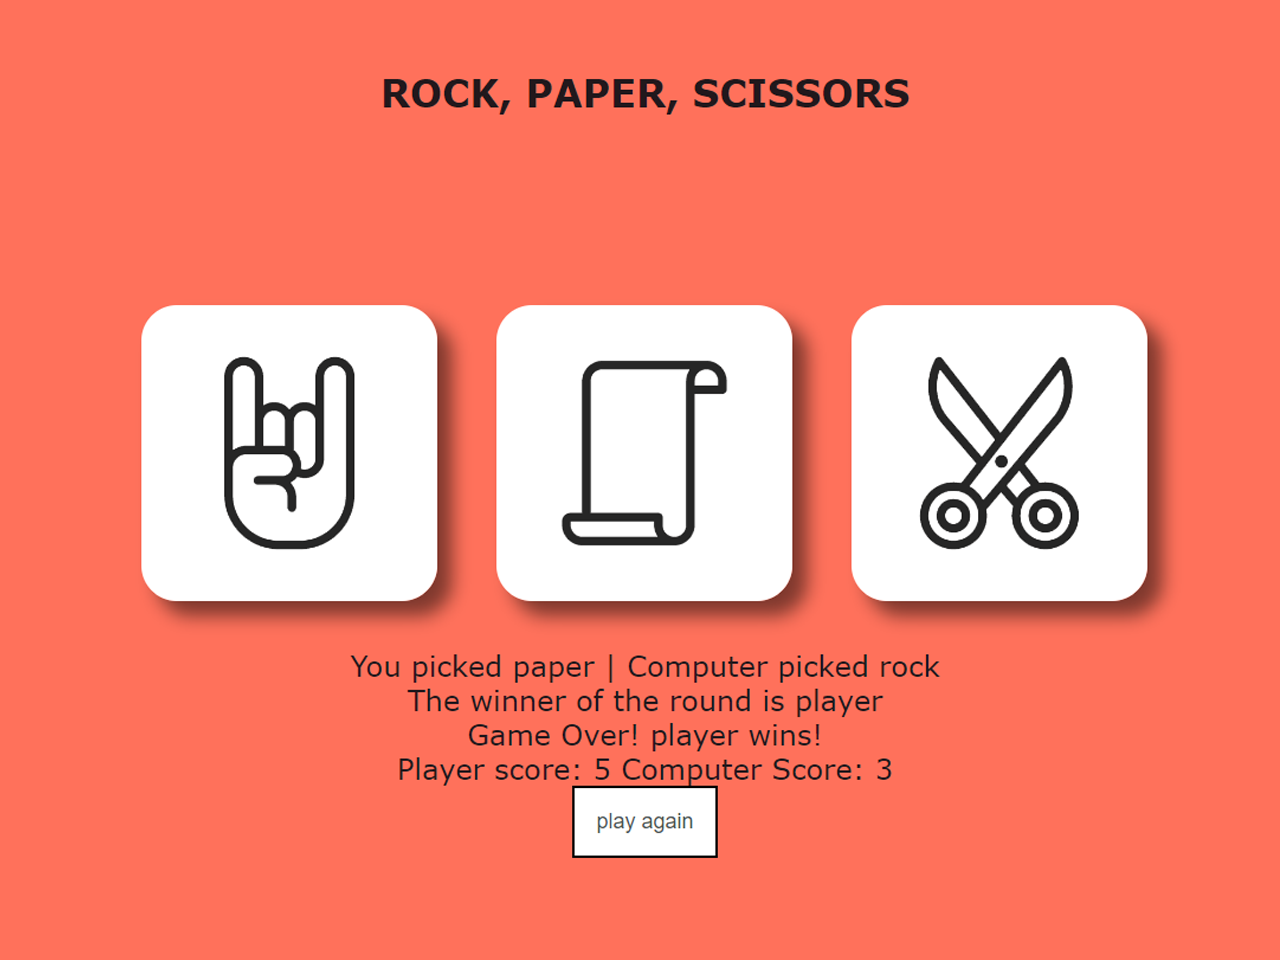 ROCK, PAPER, SCISSORS
You picked paper | Computer picked rock
The winner of the round is player
Game Over! player wins!
Player score: 5 Computer Score: 3
play again